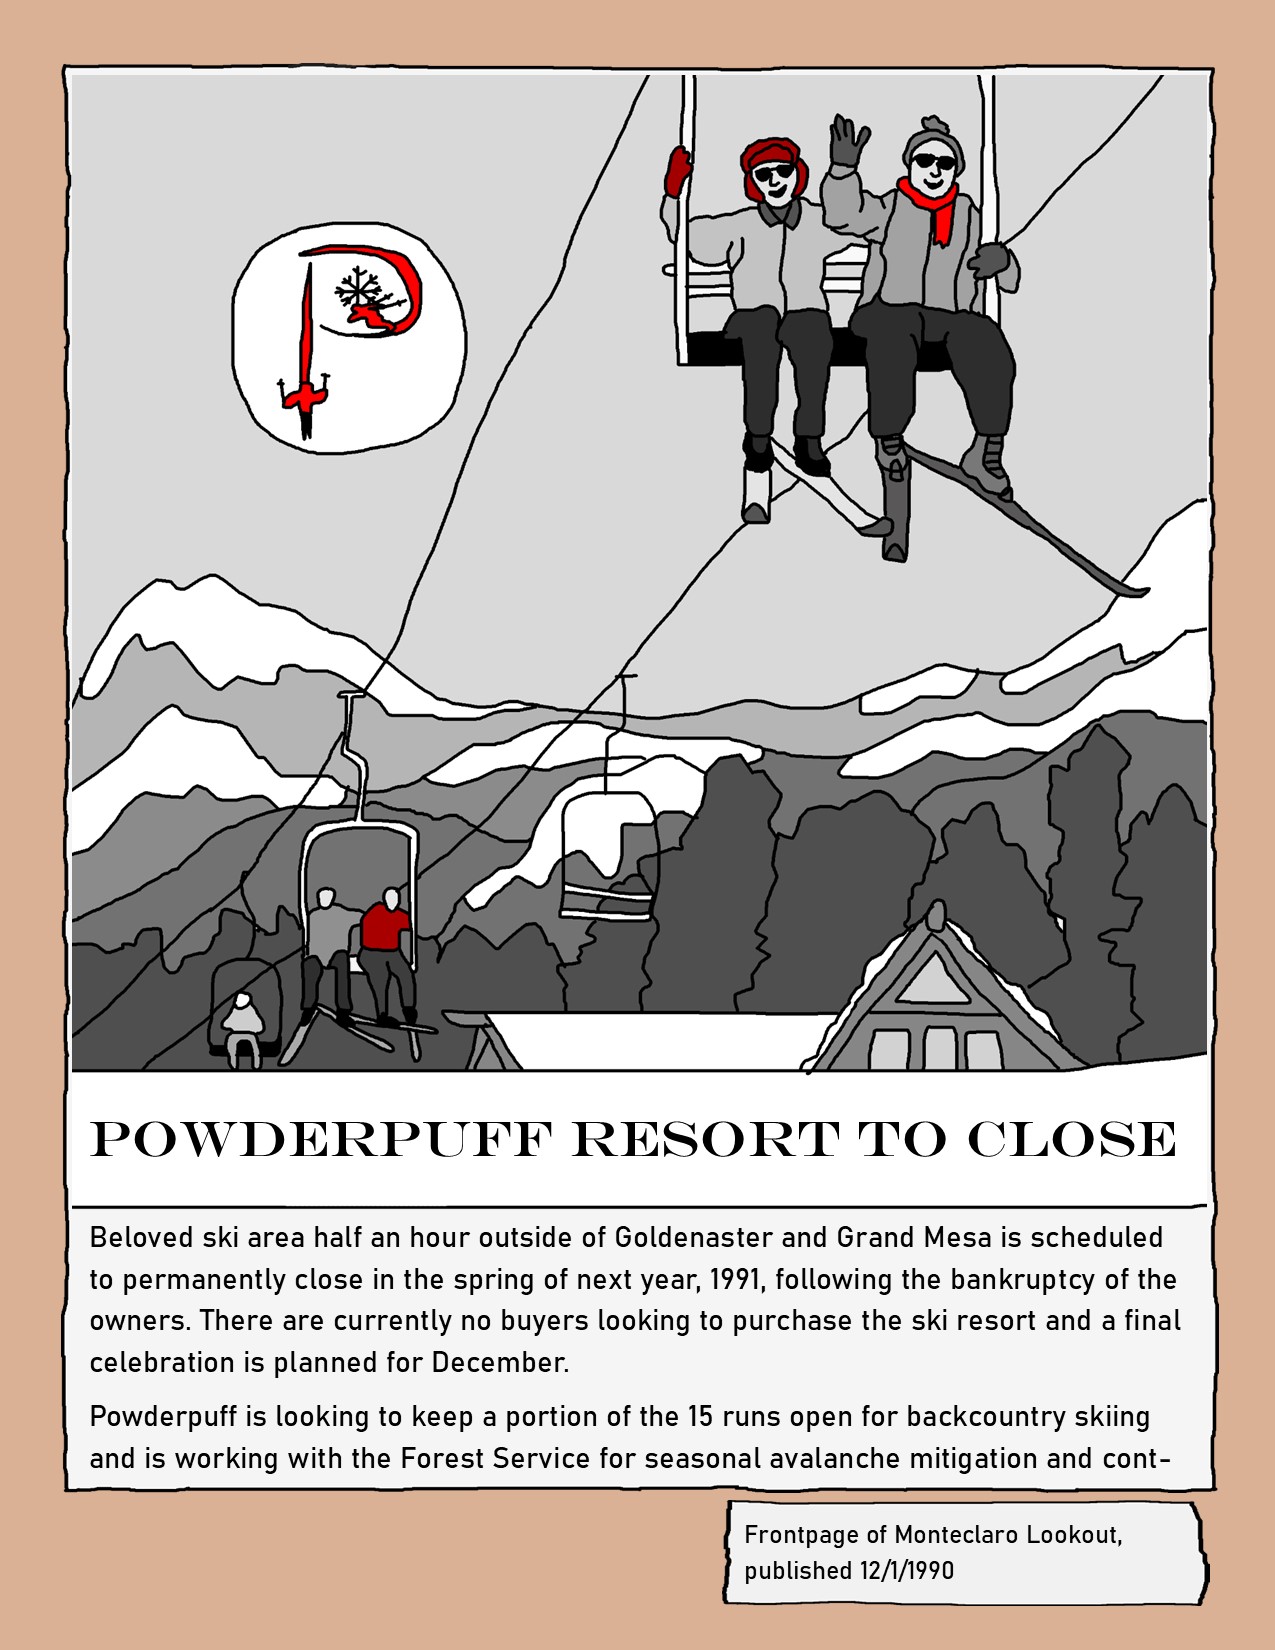 P
POWDERPUFF RESORT TO CLOSE
Beloved ski area half an hour outside of Goldenaster and Grand Mesa is scheduled
to permanently close in the spring of next year, 1991, following the bankruptcy of the
owners. There are currently no buyers looking to purchase the ski resort and a final
celebration is planned for December.
Powderpuff is looking to keep a portion of the 15 runs open for backcountry skiing
and is working with the Forest Service for seasonal avalanche mitigation and cont-
Frontpage of Monteclaro Lookout,
published 12/1/1990